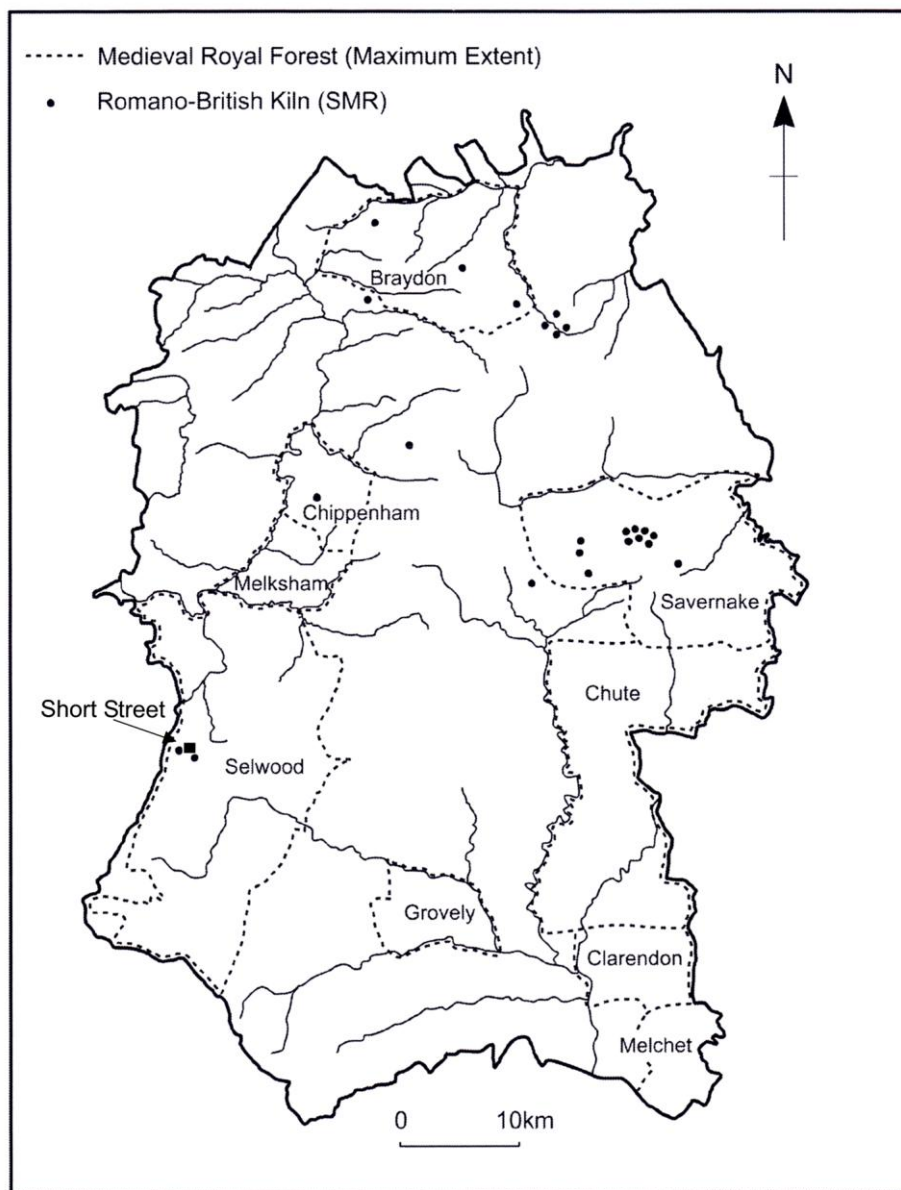 Medieval Royal Forest (Maximum Extent)
Romano-British Kiln (SMR)
N
Braydon
Chippenham
Melksham
Savernake
Chute
Short Street
Selwood
Grovely
Clarendon
Melchet
0 10km